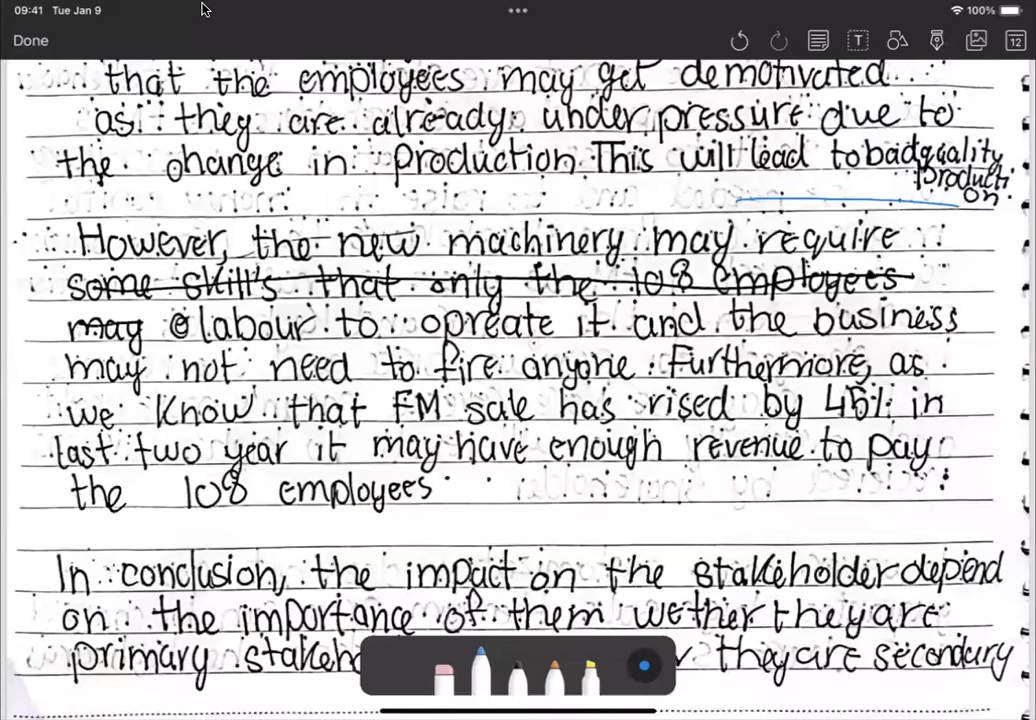 09:41 Tue Jan 9
100%
Done
T
12
that the employees may get demotivated
as they are already under pressure due to
the change in production. This will lead to bad quality
producti
on
However, the new machinery may require
some skill's that only the 108 employees
may labour to opreate it and the business
may not need to fire anyone. Furthermore, as
we know that FM sale has rised by 45% in
last two year it may have enough revenue to pay
the 108 employees
In conclusion, the impact on the stakeholder depend
on the importance of them wether they are
primary they are secondary